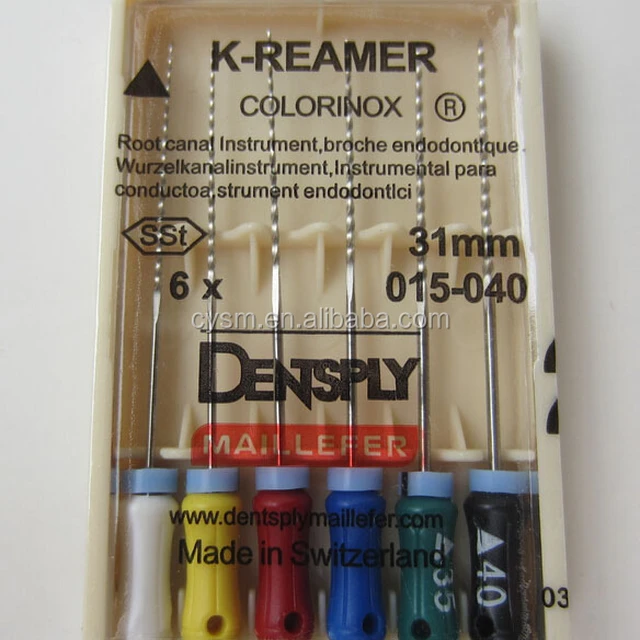 K-REAMER
COLORINOX ®
Root canal Instrument,broche endodontique
Wurzelkanalinstrument,Instrumental para
conductoa,strument endodontlci
SSt
31mm
6 x
015-040
cysm.en.alibaba.com
DENTSPLY
MAILLEFER
www.dentsplymaillefer.com
Made in Switzerland
35
40
03